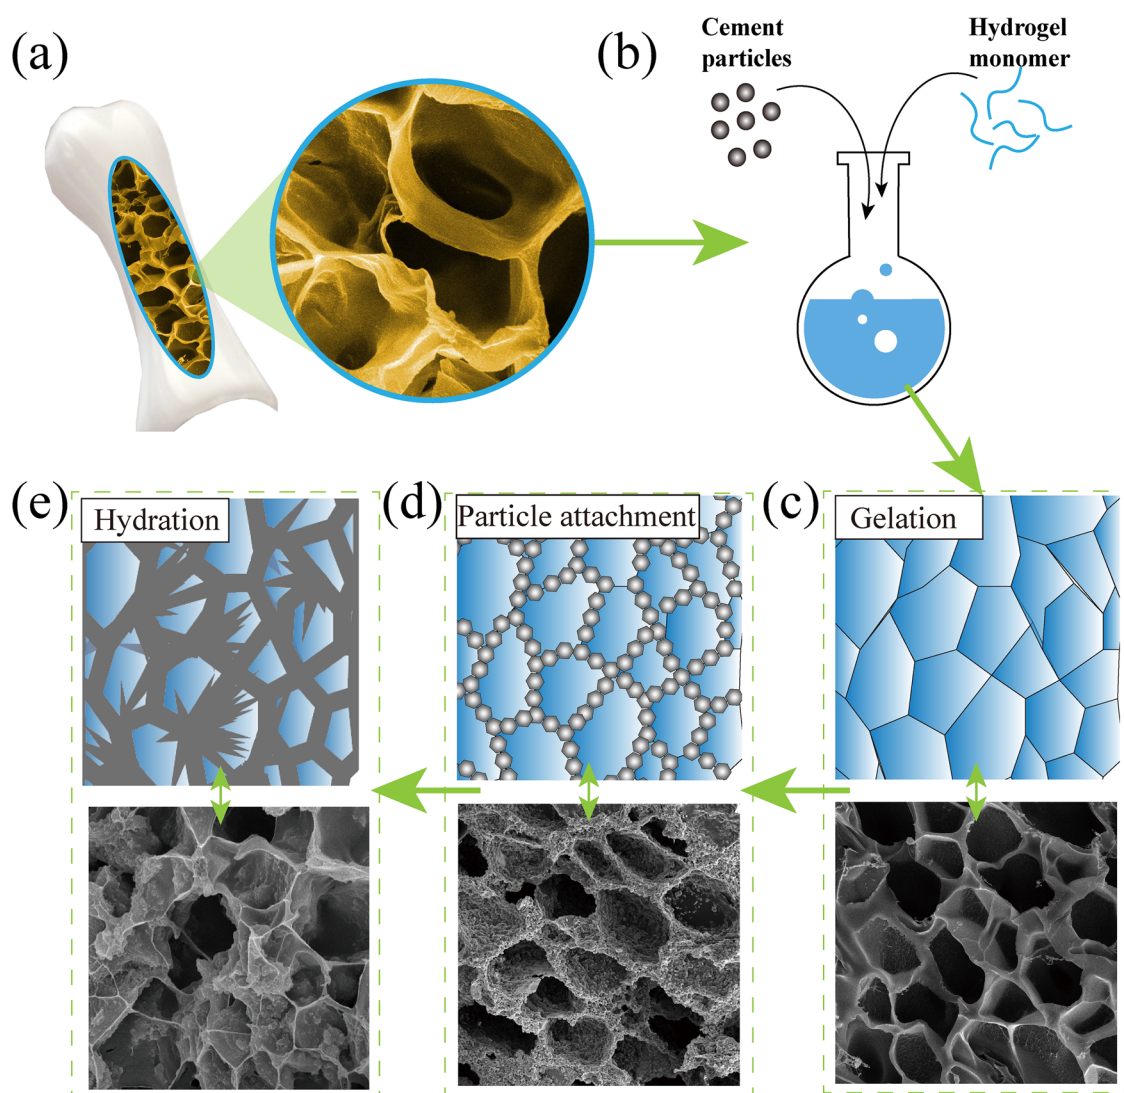 (a)
(b)
Cement
particles
Hydrogel
monomer
(e)
Hydration
(d)
Particle attachment
(c)
Gelation